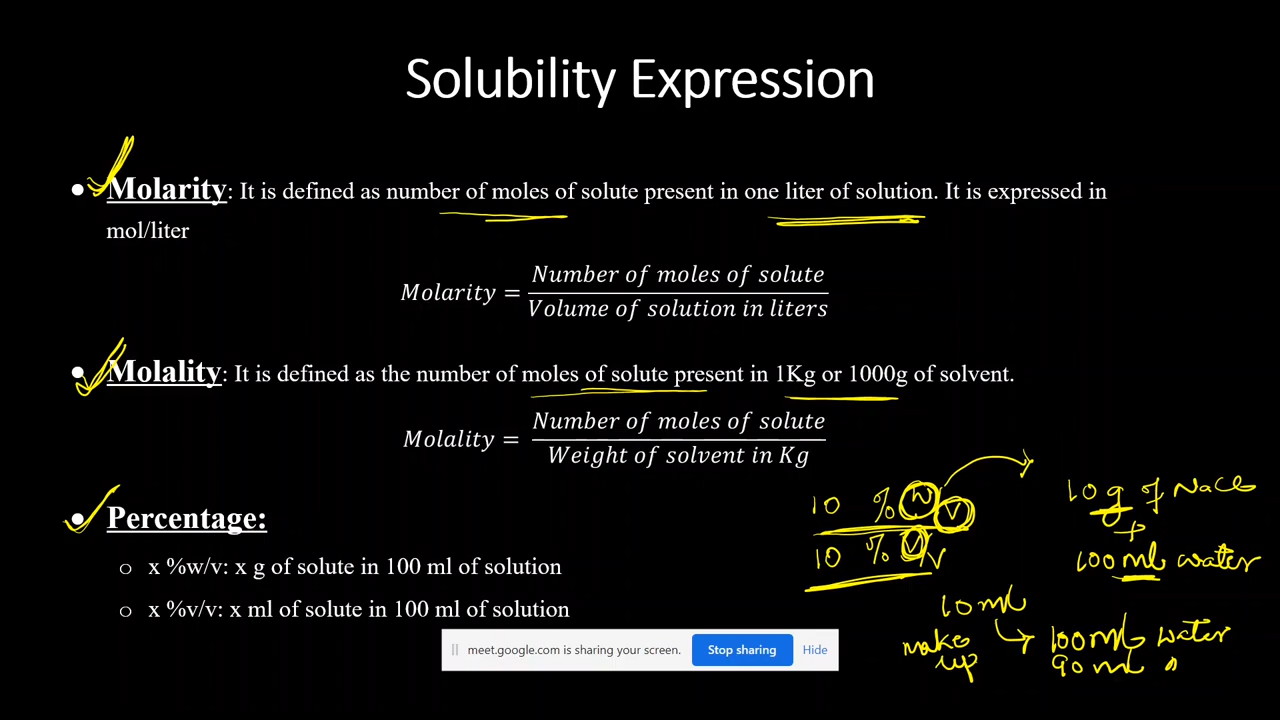 Solubility Expression
• Molarity: It is defined as number of moles of solute present in one liter of solution. It is expressed in
mol/liter
Molarity = Number of moles of solute
Volume of solution in liters
• Molality: It is defined as the number of moles of solute present in 1Kg or 1000g of solvent.
Molality = Number of moles of solute
Weight of solvent in Kg
• Percentage:
o x %w/v: x g of solute in 100 ml of solution
o x %v/v: x ml of solute in 100 ml of solution
10 % W/V
10 % V/V
10g of NaCl
+
100 ml water
10 ml
make up
100 ml water
90 ml
meet.google.com is sharing your screen.
Stop sharing
Hide